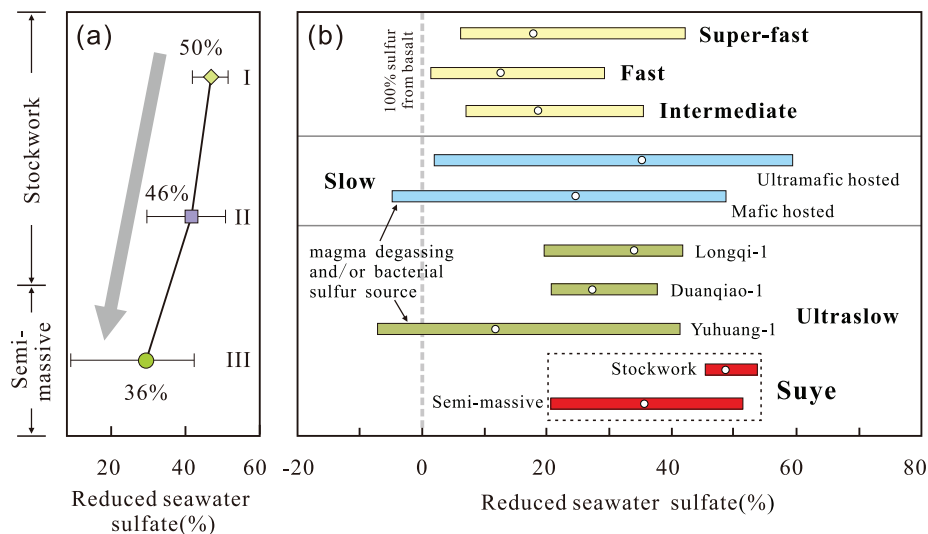 (a)
50%
I
Stockwork
46%
II
Semi-
massive
III
36%
20
40
60
Reduced seawater
sulfate(%)
(b)
100% sulfur
from basalt
Super-fast
Fast
Intermediate
Slow
Ultramafic hosted
Mafic hosted
magma degassing
and/or bacterial
sulfur source
Longqi-1
Duanqiao-1
Ultraslow
Yuhuang-1
Stockwork
Suye
Semi-massive
-20
0
20
40
60
80
Reduced seawater sulfate(%)